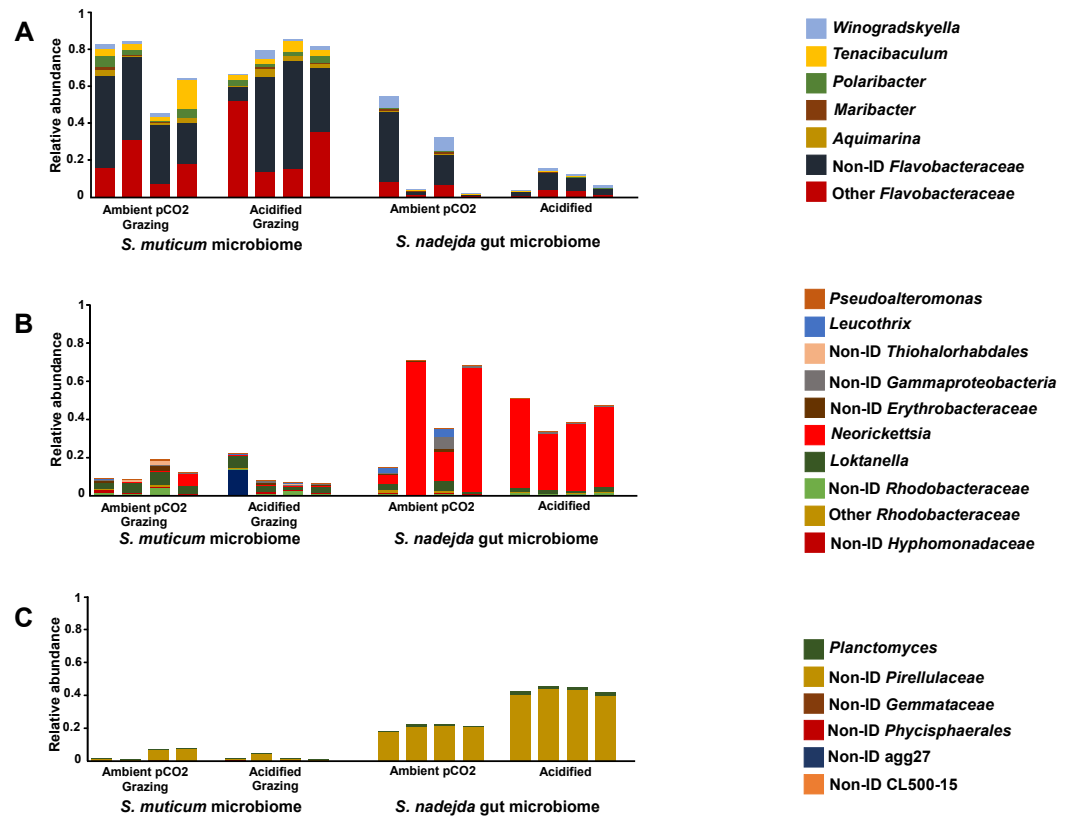 A
Relative abundance
1
0.8
0.6
0.4
0.2
0
Ambient pCO2
Grazing
Acidified
Grazing
Ambient pCO2
Acidified
S. muticum microbiome
S. nadejda gut microbiome
Winogradskyella
Tenacibaculum
Polaribacter
Maribacter
Aquimarina
Non-ID Flavobacteraceae
Other Flavobacteraceae
B
Relative abundance
1
0.8
0.6
0.4
0.2
0
Ambient pCO2
Grazing
Acidified
Grazing
Ambient pCO2
Acidified
S. muticum microbiome
S. nadejda gut microbiome
Pseudoalteromonas
Leucothrix
Non-ID Thiohalorhabdales
Non-ID Gammaproteobacteria
Non-ID Erythrobacteraceae
Neorickettsia
Loktanella
Non-ID Rhodobacteraceae
Other Rhodobacteraceae
Non-ID Hyphomonadaceae
C
Relative abundance
1
0.8
0.6
0.4
0.2
0
Ambient pCO2
Grazing
Acidified
Grazing
Ambient pCO2
Acidified
S. muticum microbiome
S. nadejda gut microbiome
Planctomyces
Non-ID Pirellulaceae
Non-ID Gemmataceae
Non-ID Phycisphaerales
Non-ID agg27
Non-ID CL500-15